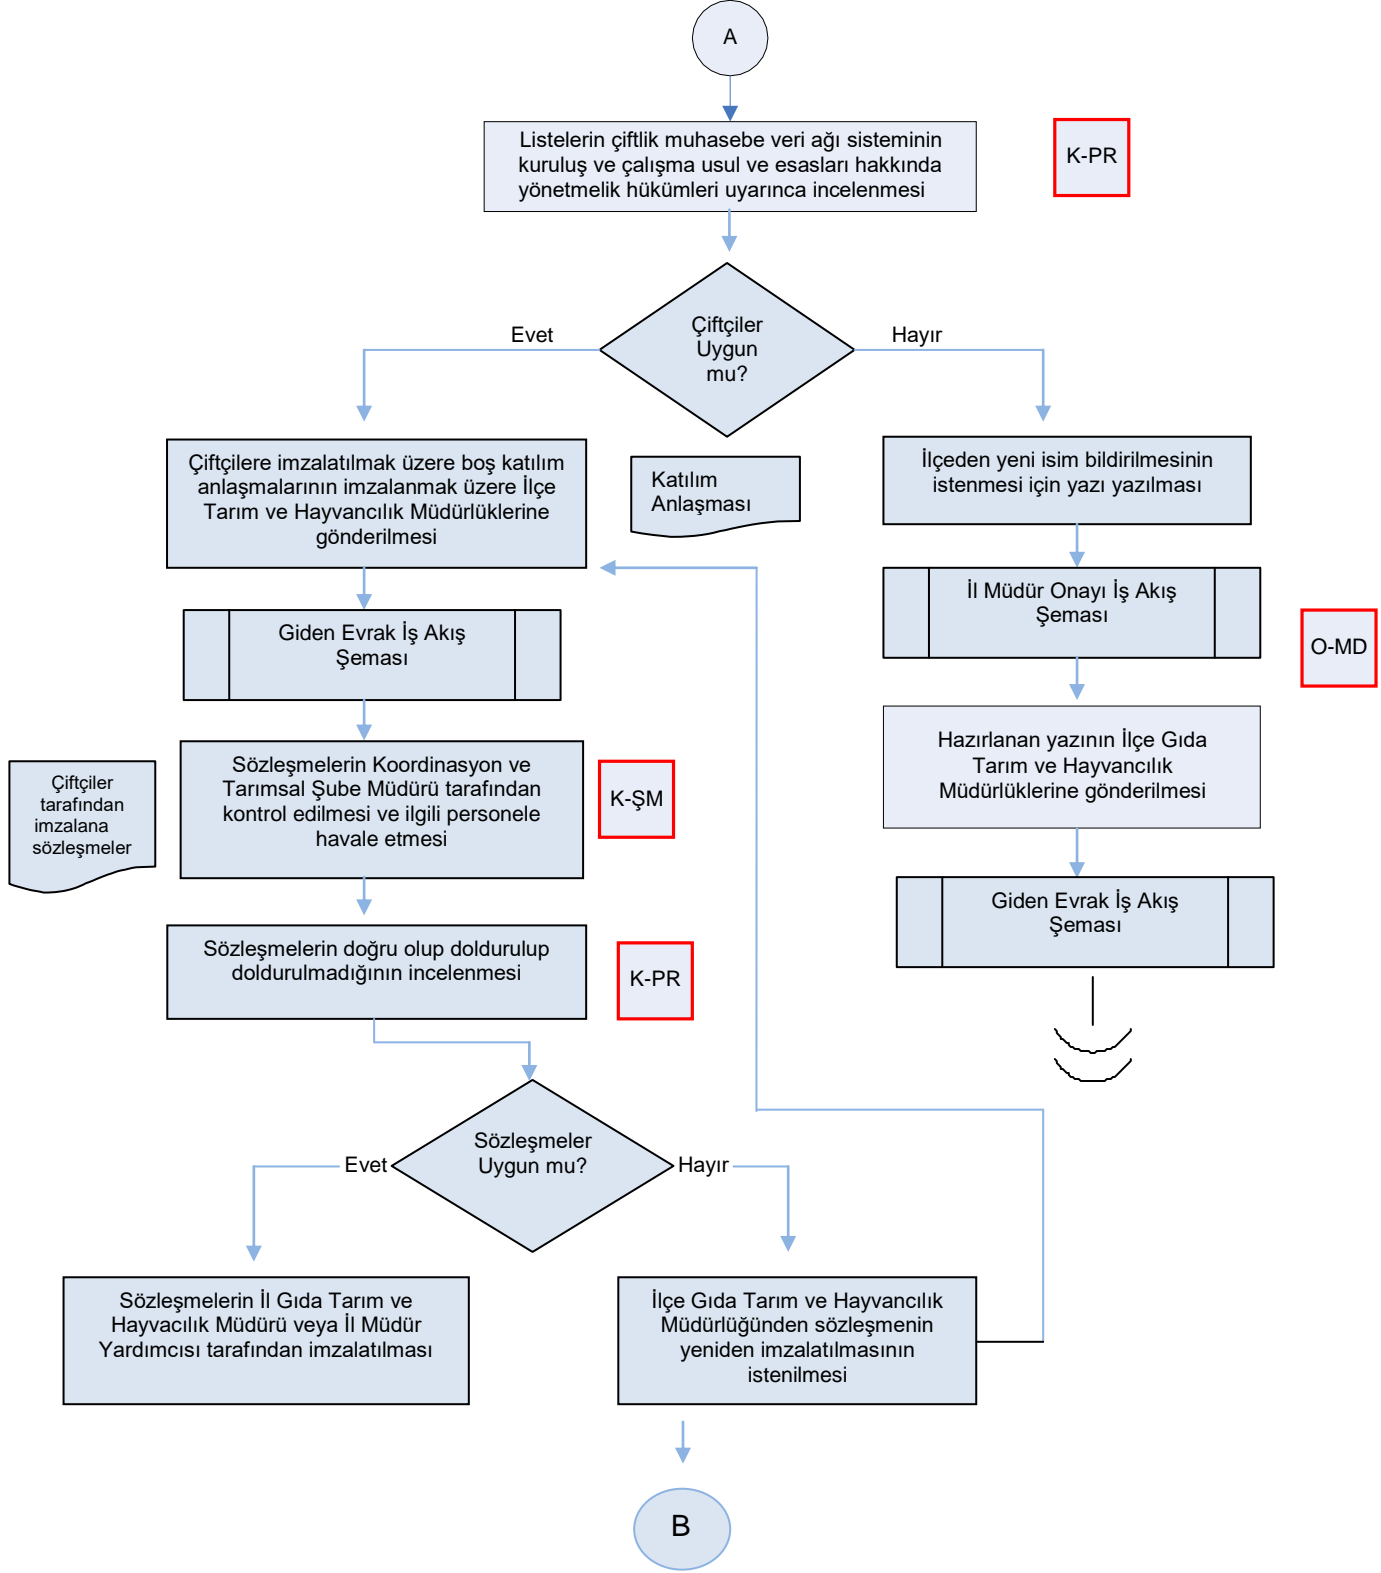 A
Listelerin çiftlik muhasebe veri ağı sisteminin
kuruluş ve çalışma usul ve esasları hakkında
yönetmelik hükümleri uyarınca incelenmesi
K-PR
Çiftçiler
Uygun
mu?
Evet
Hayır
Çiftçilere imzalatılmak üzere boş katılım
anlaşmalarının imzalanmak üzere İlçe
Tarım ve Hayvancılık Müdürlüklerine
gönderilmesi
Katılım
Anlaşması
İlçeden yeni isim bildirilmesinin
istenmesi için yazı yazılması
Giden Evrak İş Akış
Şeması
İl Müdür Onayı İş Akış
Şeması
O-MD
Hazırlanan yazının İlçe Gıda
Tarım ve Hayvancılık
Müdürlüklerine gönderilmesi
Çiftçiler
tarafından
imzalana
sözleşmeler
Sözleşmelerin Koordinasyon ve
Tarımsal Şube Müdürü tarafından
kontrol edilmesi ve ilgili personele
havale etmesi
K-ŞM
Giden Evrak İş Akış
Şeması
Sözleşmelerin doğru olup doldurulup
doldurulmadığının incelenmesi
K-PR
Sözleşmeler
Uygun mu?
Evet
Hayır
Sözleşmelerin İl Gıda Tarım ve
Hayvacılık Müdürü veya İl Müdür
Yardımcısı tarafından imzalatılması
İlçe Gıda Tarım ve Hayvancılık
Müdürlüğünden sözleşmenin
yeniden imzalatılmasının
istenilmesi
B